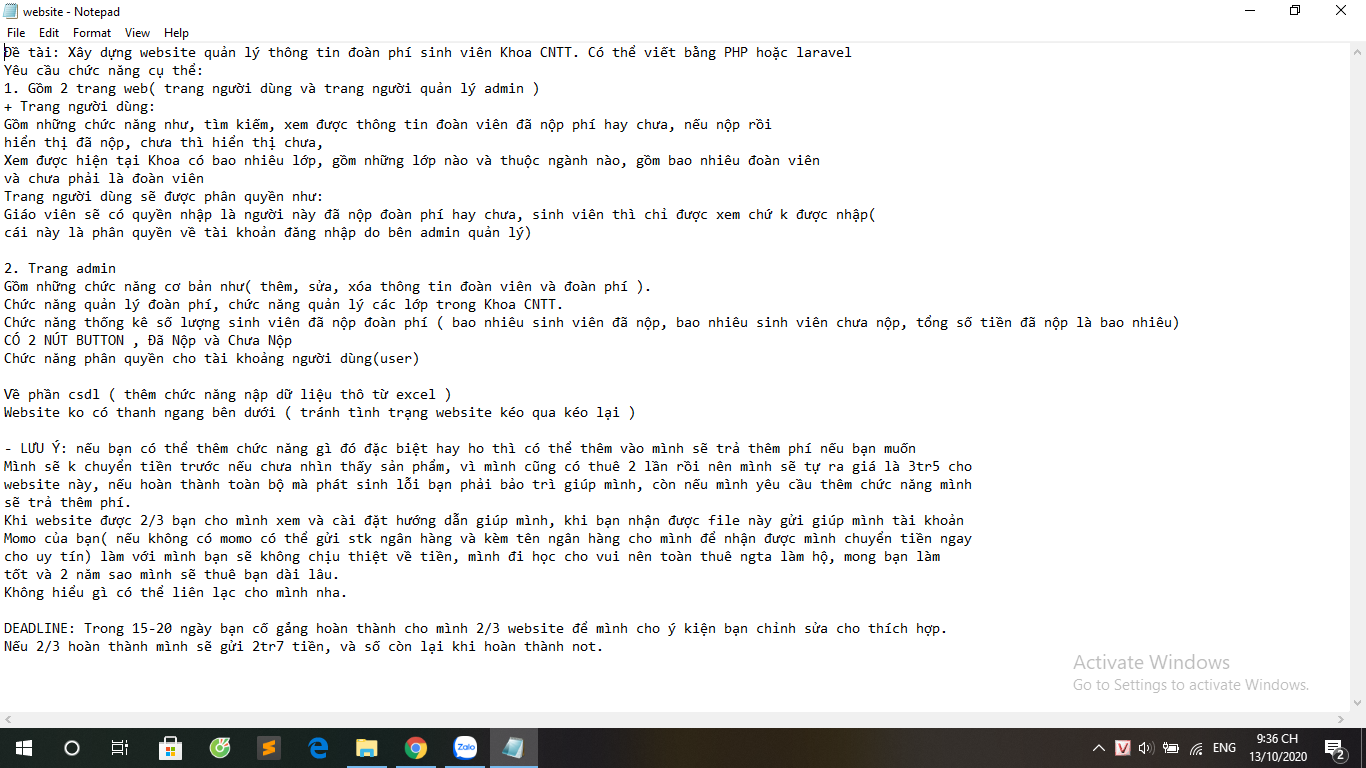 website - Notepad
File Edit Format View Help
Đề tài: Xây dựng website quản lý thông tin đoàn phí sinh viên Khoa CNTT. Có thể viết bằng PHP hoặc laravel
Yêu cầu chức năng cụ thể:
1. Gồm 2 trang web( trang người dùng và trang người quản lý admin )
+ Trang người dùng:
Gồm những chức năng như, tìm kiếm, xem được thông tin đoàn viên đã nộp phí hay chưa, nếu nộp rồi
hiển thị đã nộp, chưa thì hiển thị chưa,
Xem được hiện tại Khoa có bao nhiêu lớp, gồm những lớp nào và thuộc ngành nào, gồm bao nhiêu đoàn viên
và chưa phải là đoàn viên
Trang người dùng sẽ được phân quyền như:
Giáo viên sẽ có quyền nhập là người này đã nộp đoàn phí hay chưa, sinh viên thì chỉ được xem chứ k được nhập(
cái này là phân quyền về tài khoản đăng nhập do bên admin quản lý)
2. Trang admin
Gồm những chức năng cơ bản như( thêm, sửa, xóa thông tin đoàn viên và đoàn phí ).
Chức năng quản lý đoàn phí, chức năng quản lý các lớp trong Khoa CNTT.
Chức năng thống kê số lượng sinh viên đã nộp đoàn phí ( bao nhiêu sinh viên đã nộp, bao nhiêu sinh viên chưa nộp, tổng số tiền đã nộp là bao nhiêu)
CÓ 2 NÚT BUTTON , Đã Nộp và Chưa Nộp
Chức năng phân quyền cho tài khoảng người dùng(user)
Về phần csdl ( thêm chức năng nạp dữ liệu thô từ excel )
Website ko có thanh ngang bên dưới ( tránh tình trạng website kéo qua kéo lại )
- LƯU Ý: nếu bạn có thể thêm chức năng gì đó đặc biệt hay ho thì có thể thêm vào mình sẽ trả thêm phí nếu bạn muốn
Mình sẽ k chuyển tiền trước nếu chưa nhìn thấy sản phẩm, vì mình cũng có thuê 2 lần rồi nên mình sẽ tự ra giá là 3tr5 cho
website này, nếu hoàn thành toàn bộ mà phát sinh lỗi bạn phải bảo trì giúp mình, còn nếu mình yêu cầu thêm chức năng mình
sẽ trả thêm phí.
Khi website được 2/3 bạn cho mình xem và cài đặt hướng dẫn giúp mình, khi bạn nhận được file này gửi giúp mình tài khoản
Momo của bạn( nếu không có momo có thể gửi stk ngân hàng và kèm tên ngân hàng cho mình để nhận được mình chuyển tiền ngay
cho uy tín) làm với mình bạn sẽ không chịu thiệt về tiền, mình đi học cho vui nên toàn thuê ngta làm hộ, mong bạn làm
tốt và 2 năm sao mình sẽ thuê bạn dài lâu.
Không hiểu gì có thể liên lạc cho mình nha.
DEADLINE: Trong 15-20 ngày bạn cố gắng hoàn thành cho mình 2/3 website để mình cho ý kiện bạn chỉnh sửa cho thích hợp.
Nếu 2/3 hoàn thành mình sẽ gửi 2tr7 tiền, và số còn lại khi hoàn thành not.
Activate Windows
Go to Settings to activate Windows.
Zalo
V
ENG
9:36 CH
13/10/2020
2